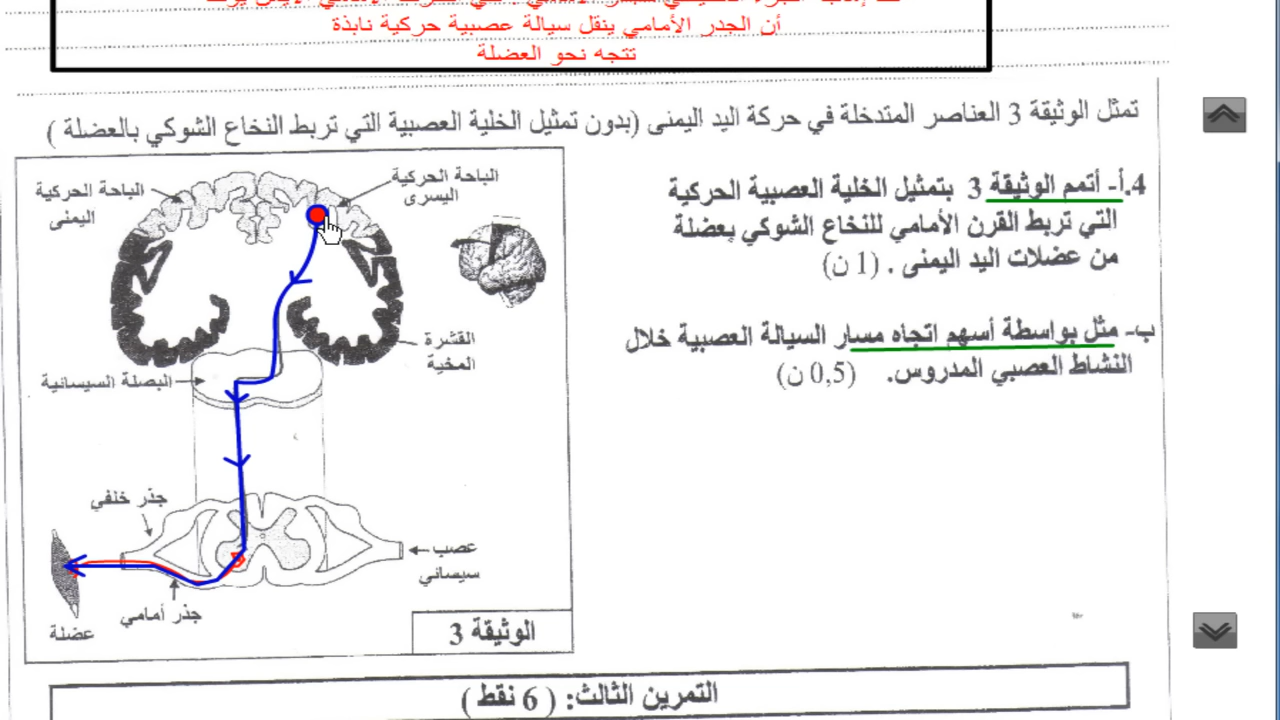 أن الجدر الأمامي ينقل سيالة عصبية حركية نابذة
تتجه نحو العضلة
تمثل الوثيقة 3 العناصر المتدخلة في حركة اليد اليمنى (بدون تمثيل الخلية العصبية التي تربط النخاع الشوكي بالعضلة )
4.أ- أتمم الوثيقة 3 بتمثيل الخلية العصبية الحركية
التي تربط القرن الأمامي للنخاع الشوكي بعضلة
من عضلات اليد اليمنى . (1 ن)
ب- مثل بواسطة أسهم اتجاه مسار السيالة العصبية خلال
النشاط العصبي المدروس. (0,5 ن)
الباحة الحركية
اليسرى
الباحة الحركية
اليمنى
القشرة
المخية
البصلة السيسائية
جذر خلفي
عصب
سيسائي
جذر أمامي
عضلة
الوثيقة 3
التمرين الثالث: ( 6 نقط )